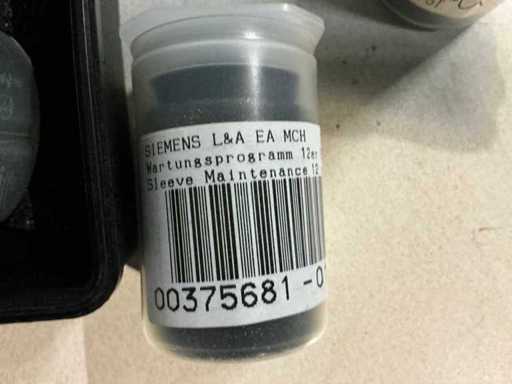 SIEMENS L&A EA MCH
Wartungsprogramm 12er
Sleeve Maintenance 12
00375681-0